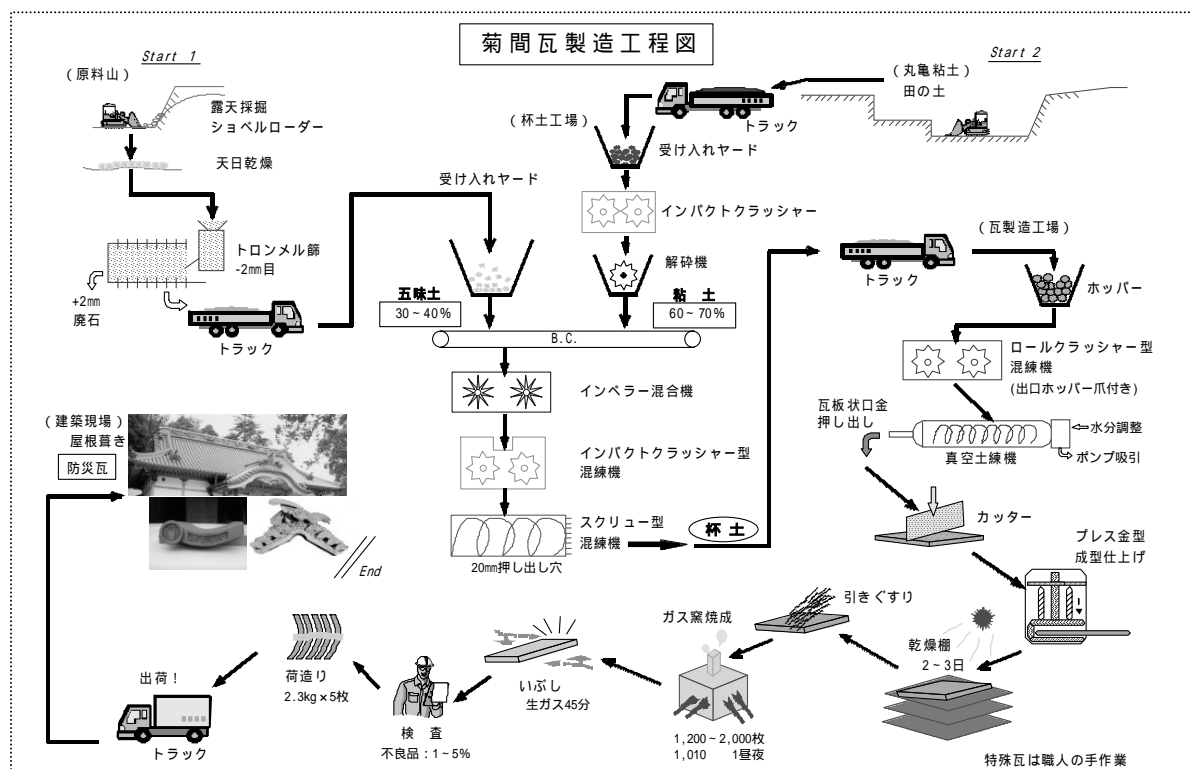 菊間瓦製造工程図
Start 1
(原料山)
露天採掘
ショベルローダー
天日乾燥
トロンメル篩
-2mm目
+2mm
廃石
トラック
受け入れヤード
五味土
30～40%
Start 2
(丸亀粘土)
田の土
トラック
(杯土工場)
受け入れヤード
インパクトクラッシャー
解砕機
粘 土
60～70%
B.C.
インペラー混合機
インパクトクラッシャー型
混練機
スクリュー型
混練機
20mm押し出し穴
杯 土
トラック
(瓦製造工場)
ホッパー
ロールクラッシャー型
混練機
(出口ホッパー爪付き)
瓦板状口金
押し出し
水分調整
真空土練機
ポンプ吸引
カッター
プレス金型
成型仕上げ
乾燥棚
2～3日
引きぐすり
ガス窯焼成
1,200～2,000枚
1,010 1昼夜
いぶし
生ガス45分
検 査
不良品：1～5%
荷造り
2.3kg×5枚
出荷！
トラック
(建築現場)
屋根葺き
防災瓦
End
特殊瓦は職人の手作業